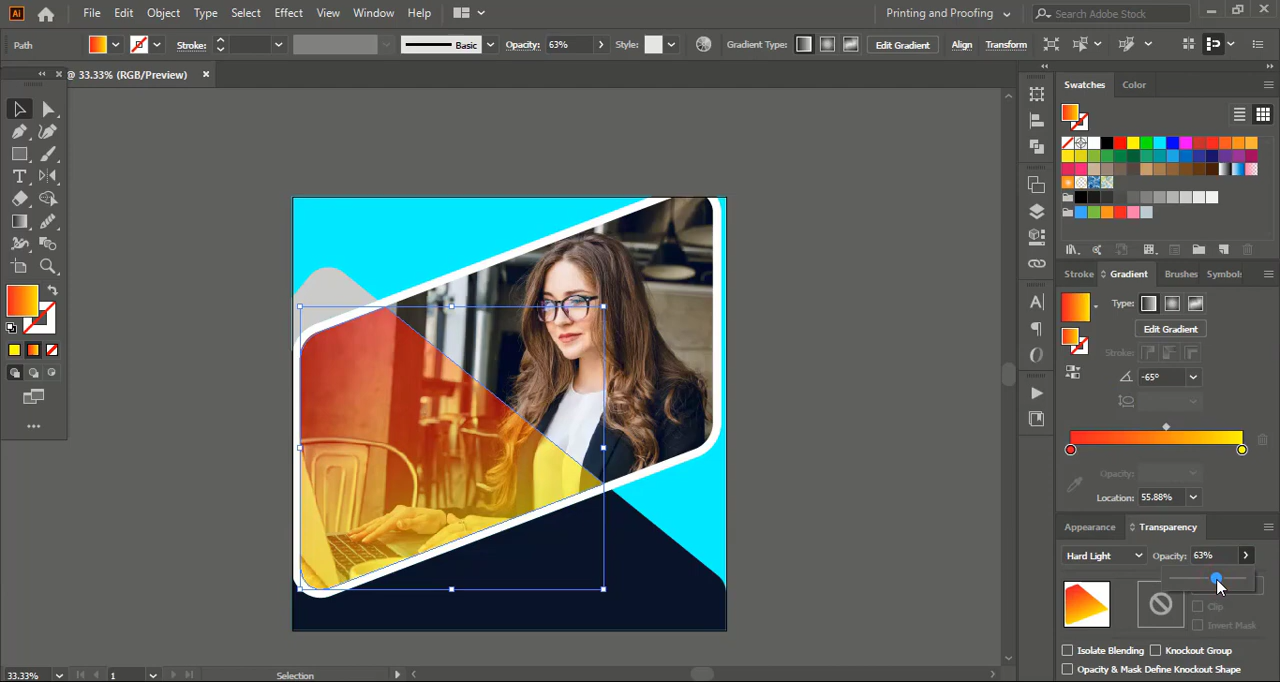 Ai File Edit Object Type Select Effect View Window Help Printing and Proofing Search Adobe Stock
Path Stroke: Basic Opacity: 63% Style: Gradient Type: Edit Gradient Align Transform
@ 33.33% (RGB/Preview)
Swatches Color
Stroke Gradient Brushes Symbols
Type:
Edit Gradient
Strokes
-65°
Opacity:
Location: 55.88%
Appearance Transparency
Hard Light Opacity: 63%
Clip
Invert Mask
Isolate Blending Knockout Group
Opacity & Mask Define Knockout Shape
33.33% 1 Selection